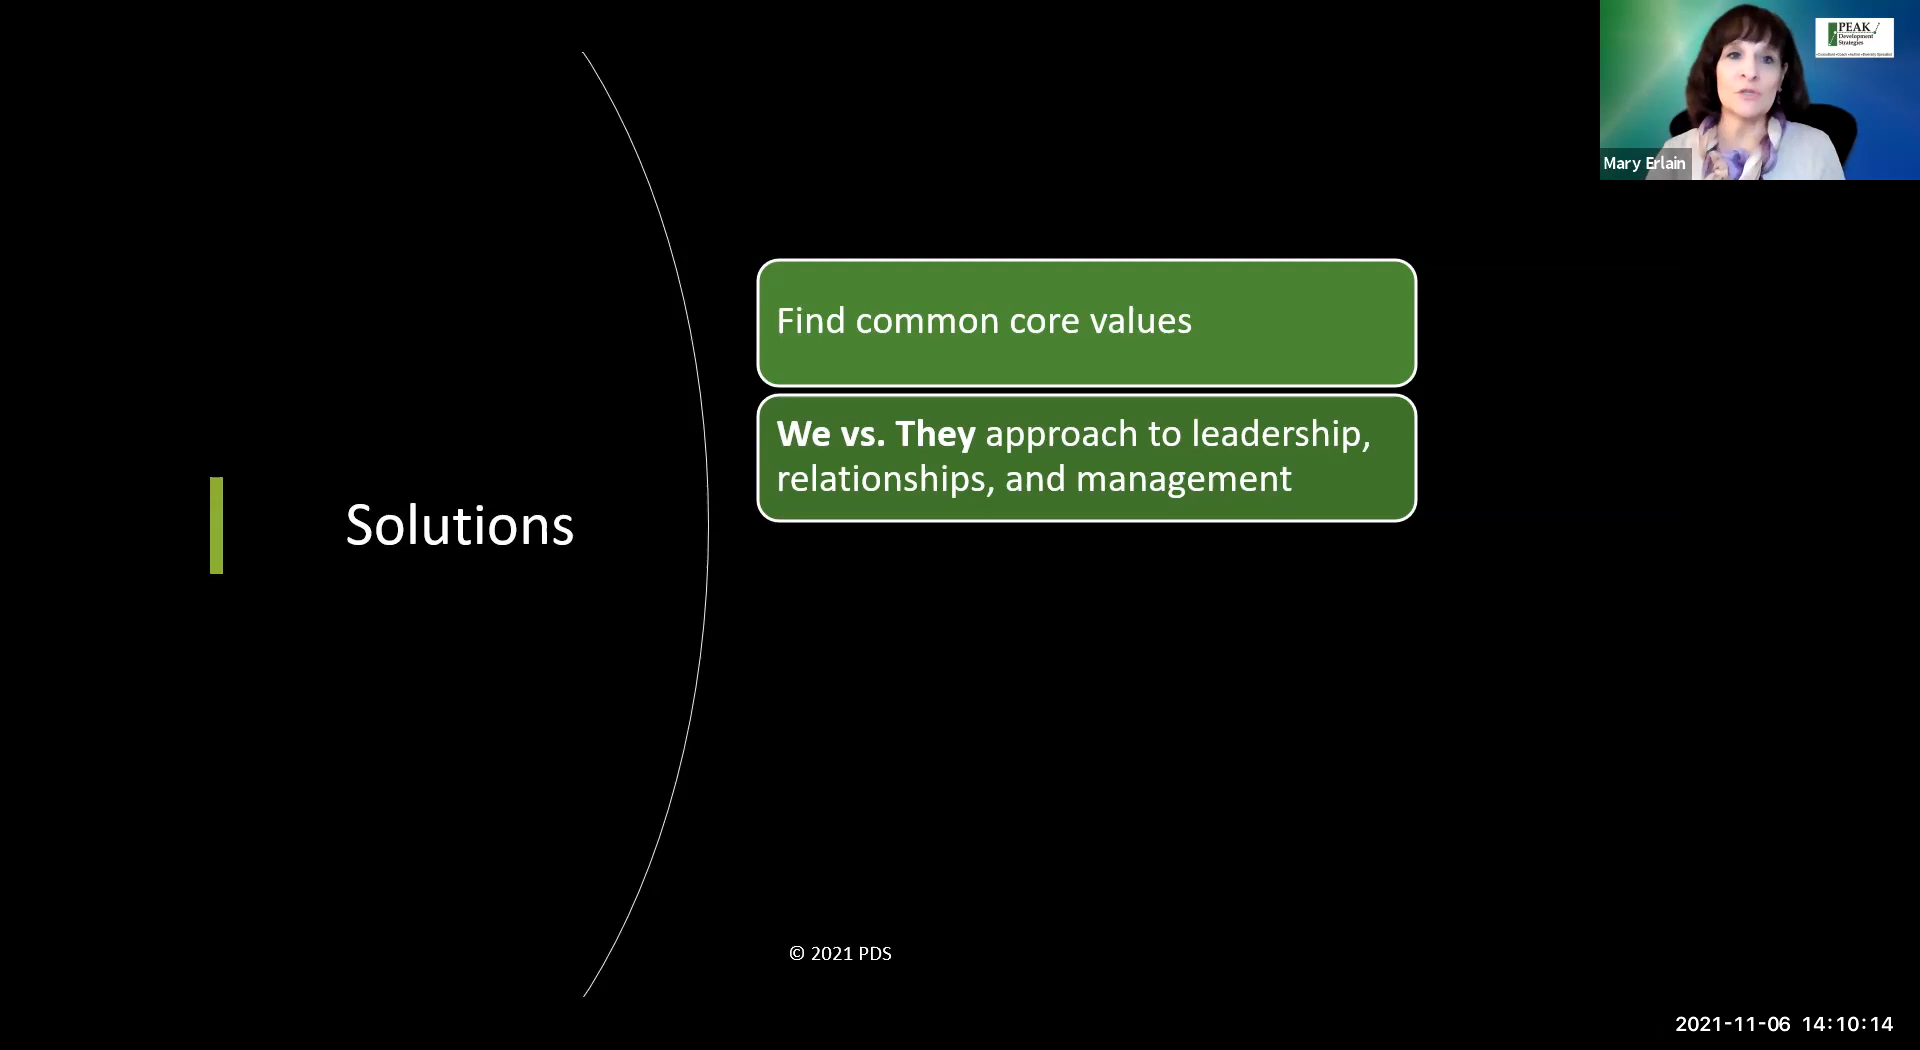 PEAK
Development
Strategies
Mary Erlain
Find common core values
We vs. They approach to leadership,
relationships, and management
Solutions
© 2021 PDS
2021-11-06 14:10:14